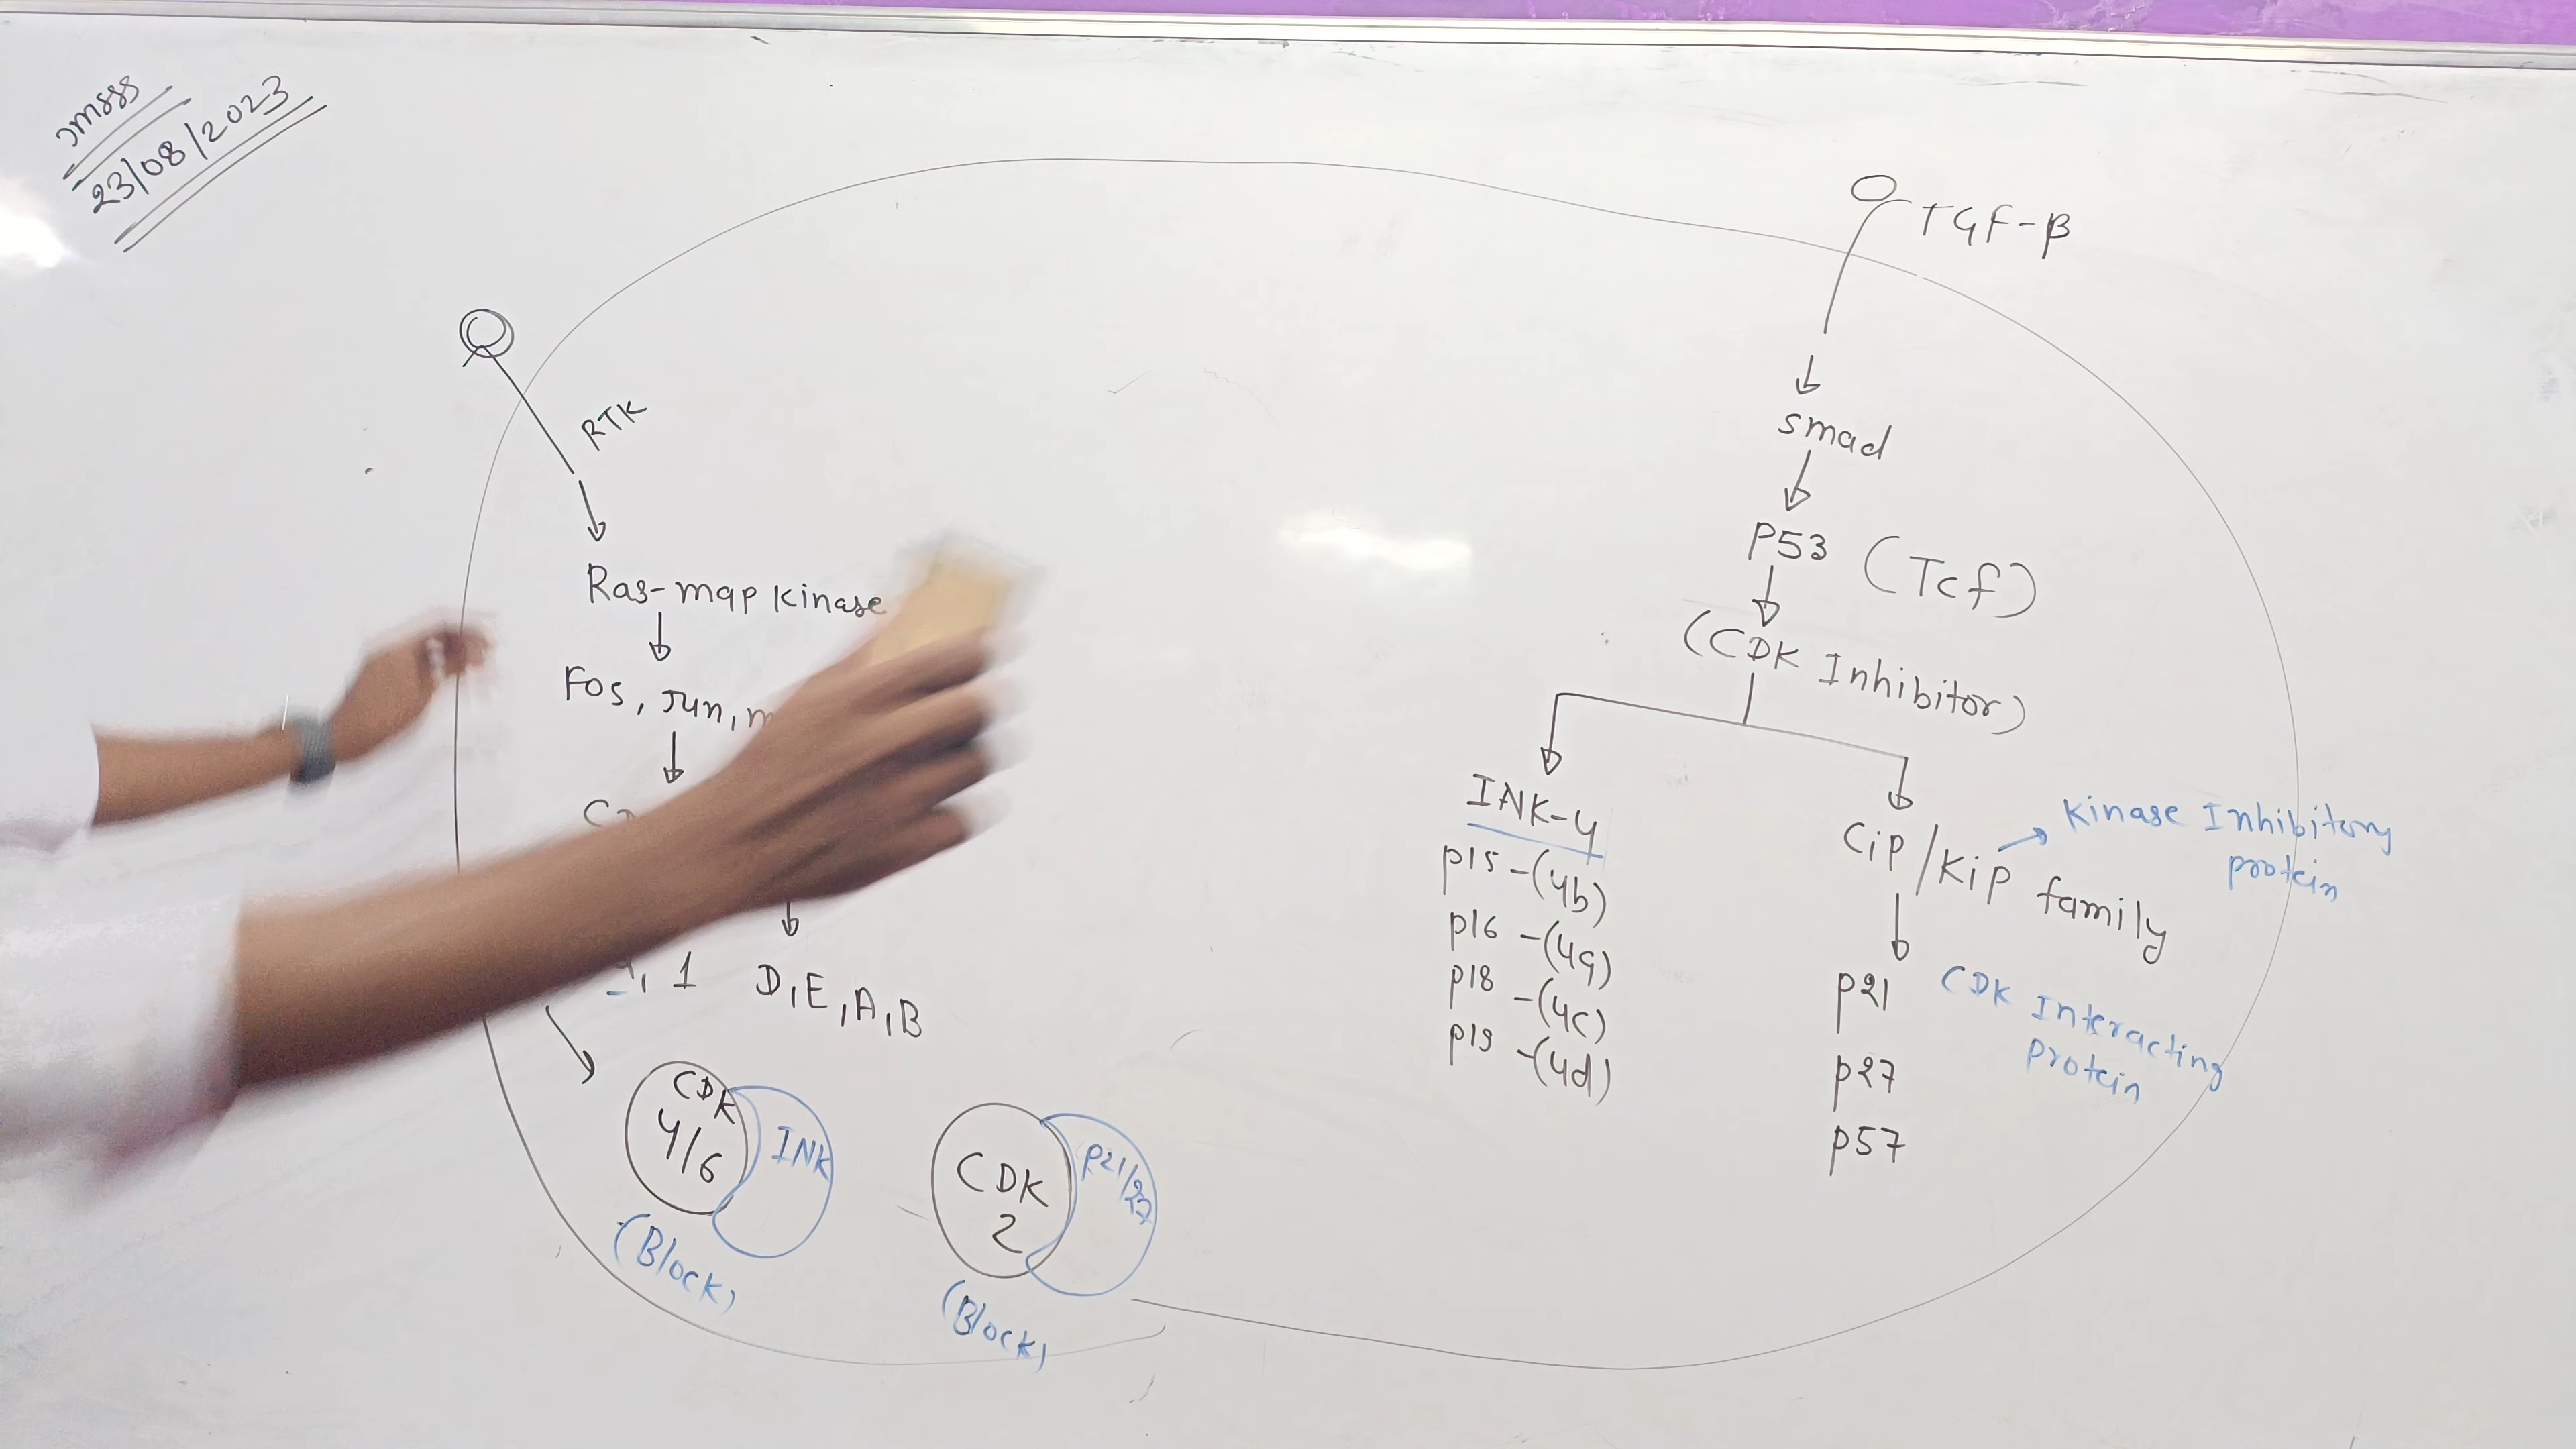 JMSSS
23/08/2023
RTK
Ras-map kinase
Fos, Jun, m
, 1
D, E, A, B
CDK
4/6
INK
(Block)
CDK
2
p21/27
(Block)
TGF-β
smad
P53 (Tcf)
(CDK Inhibitor)
INK-4
p15 -(4b)
p16 -(4a)
p18 -(4c)
p19 -(4d)
Cip/Kip family
Kinase Inhibitory
protein
p21
p27
p57
CDK Interacting
protein